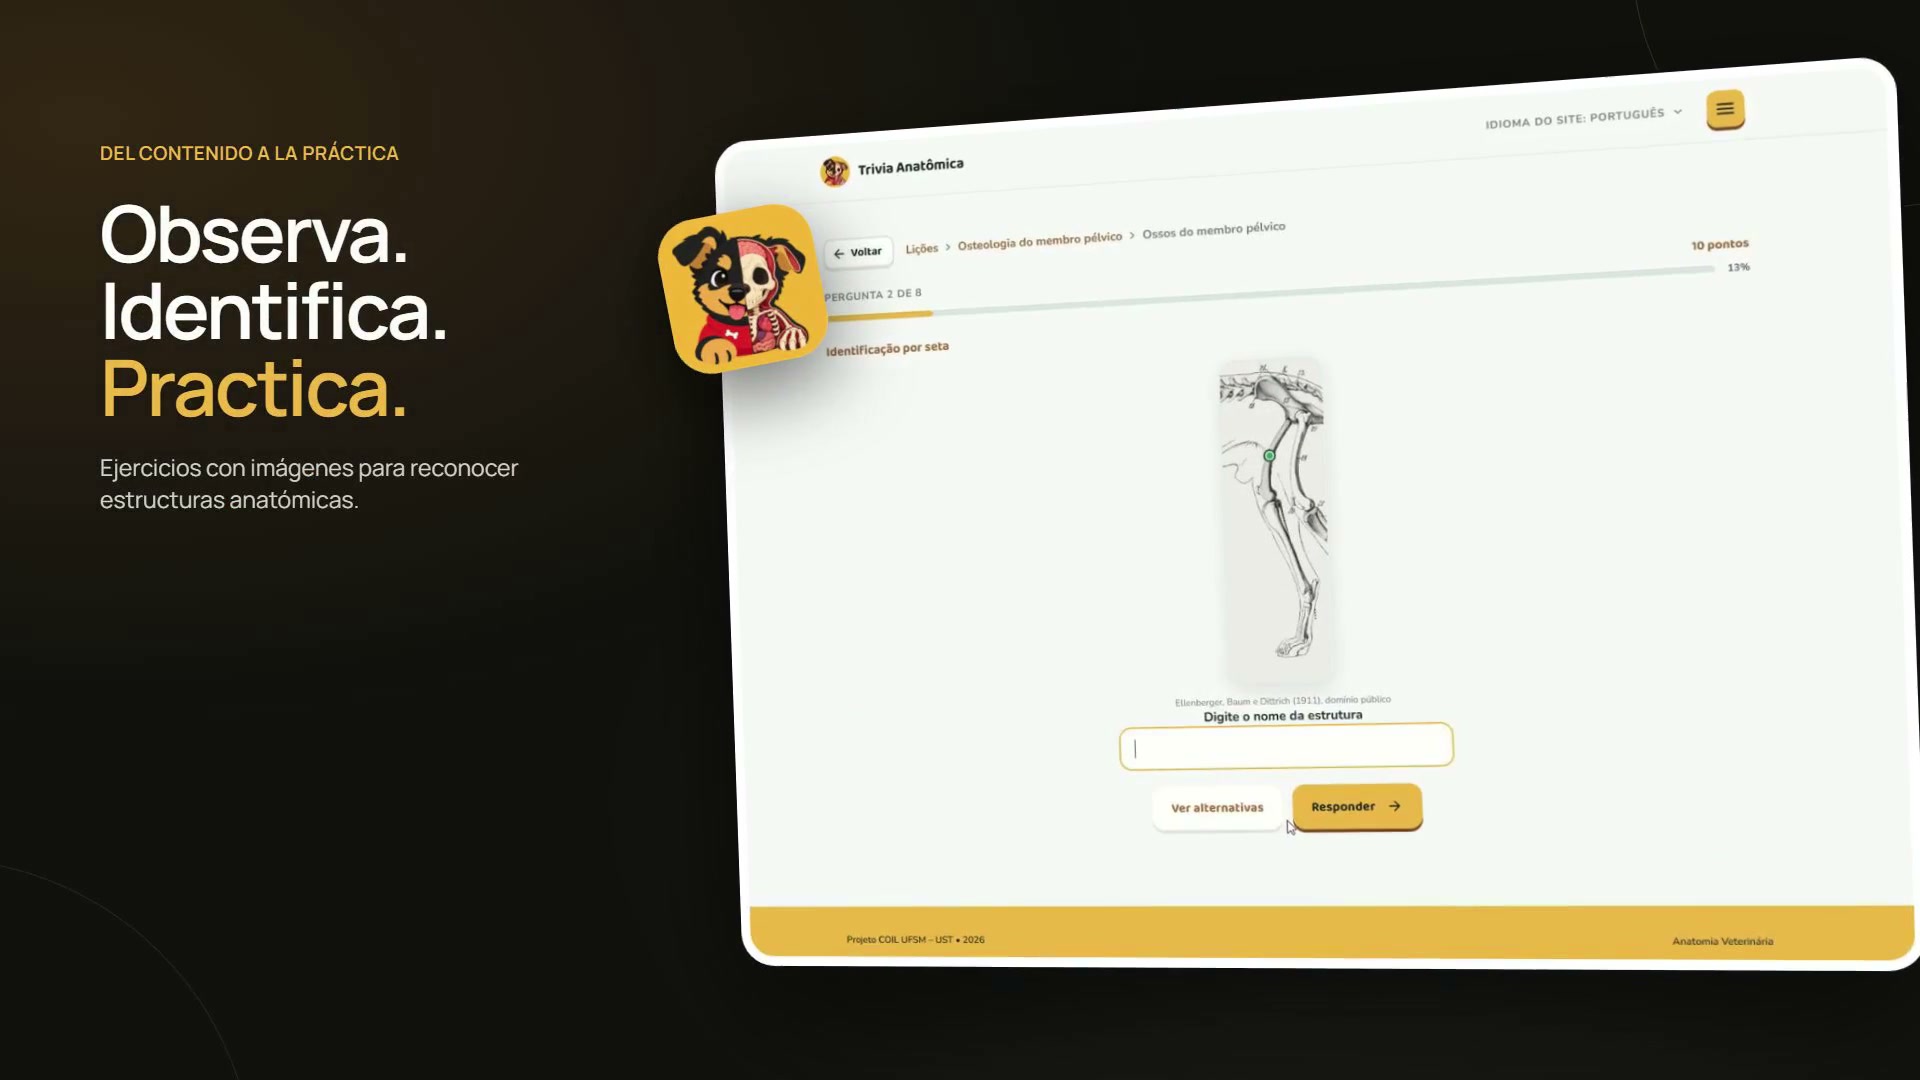 DEL CONTENIDO A LA PRÁCTICA
Observa.
Identifica.
Practica.
Ejercicios con imágenes para reconocer
estructuras anatómicas.
Trivia Anatômica
IDIOMA DO SITE: PORTUGUÊS
Voltar
Lições > Osteologia do membro pélvico > Ossos do membro pélvico
10 pontos
PERGUNTA 2 DE 8
13%
Identificação por seta
Ellenberger, Baum e Dittrich (1911), domínio público
Digite o nome da estrutura
Ver alternativas
Responder
Projeto COIL UFSM – UST • 2026
Anatomia Veterinária